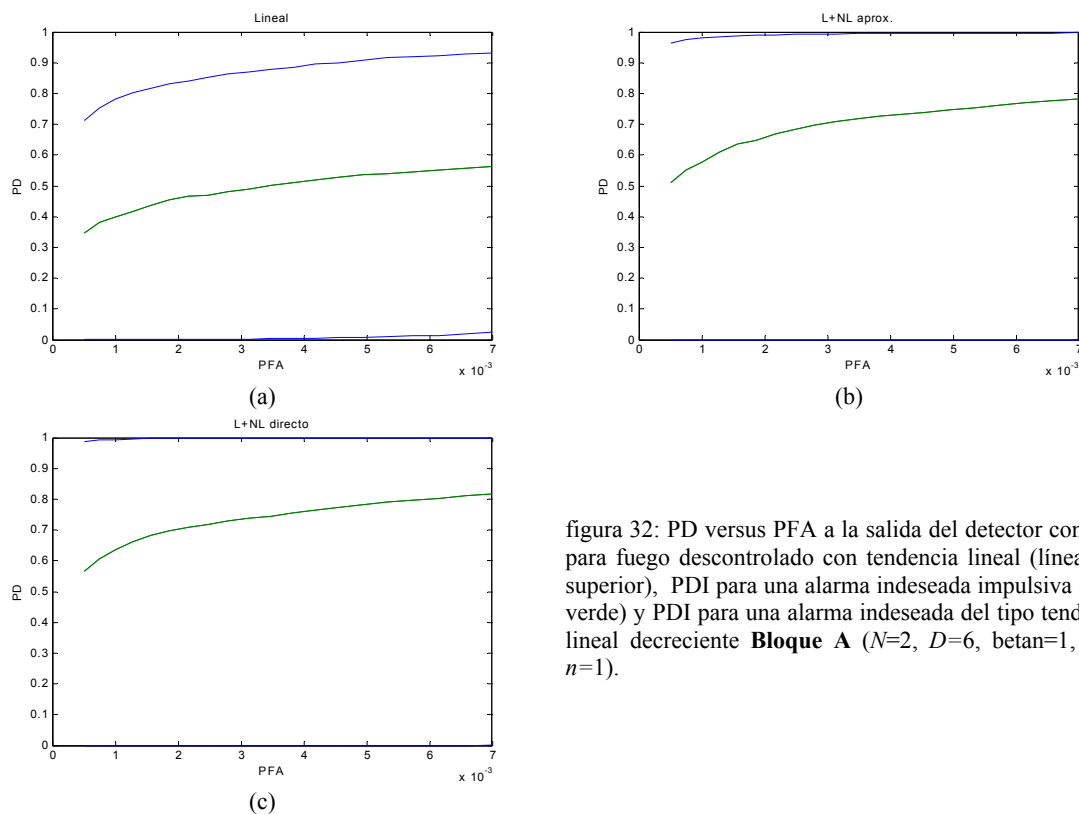 Lineal
1
0.9
0.8
0.7
0.6
0.5
0.4
0.3
0.2
0.1
0
PD
0 1 2 3 4 5 6 7
PFA
x 10-3
(a)
L+NL aprox.
1
0.9
0.8
0.7
0.6
0.5
0.4
0.3
0.2
0.1
0
PD
0 1 2 3 4 5 6 7
PFA
x 10-3
(b)
L+NL directo
1
0.9
0.8
0.7
0.6
0.5
0.4
0.3
0.2
0.1
0
PD
0 1 2 3 4 5 6 7
PFA
x 10-3
(c)
figura 32: PD versus PFA a la salida del detector con
para fuego descontrolado con tendencia lineal (línea
superior), PDI para una alarma indeseada impulsiva
verde) y PDI para una alarma indeseada del tipo tend
lineal decreciente Bloque A (N=2, D=6, betan=1,
n=1).